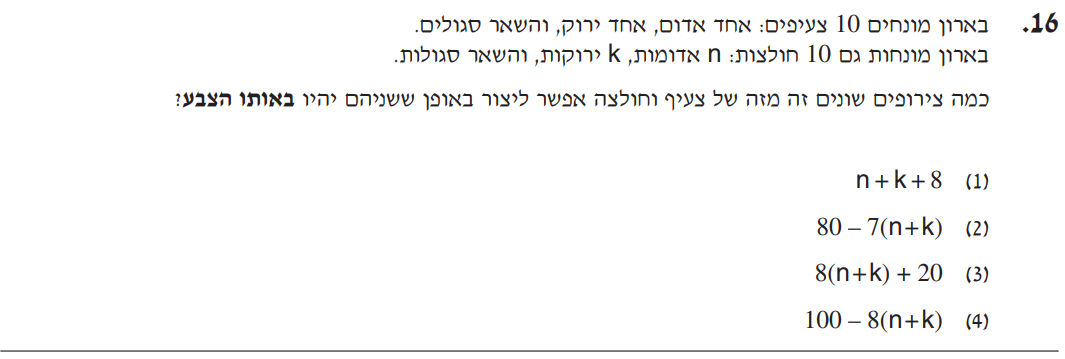 16. בארון מונחים 10 צעיפים: אחד אדום, אחד ירוק, והשאר סגולים.
בארון מונחות גם 10 חולצות: n אדומות, k ירוקות, והשאר סגולות.
כמה צירופים שונים זה מזה של צעיף וחולצה אפשר ליצור באופן ששניהם יהיו באותו הצבע?
(1) n + k + 8
(2) 80 – 7(n+k)
(3) 8(n+k) + 20
(4) 100 – 8(n+k)